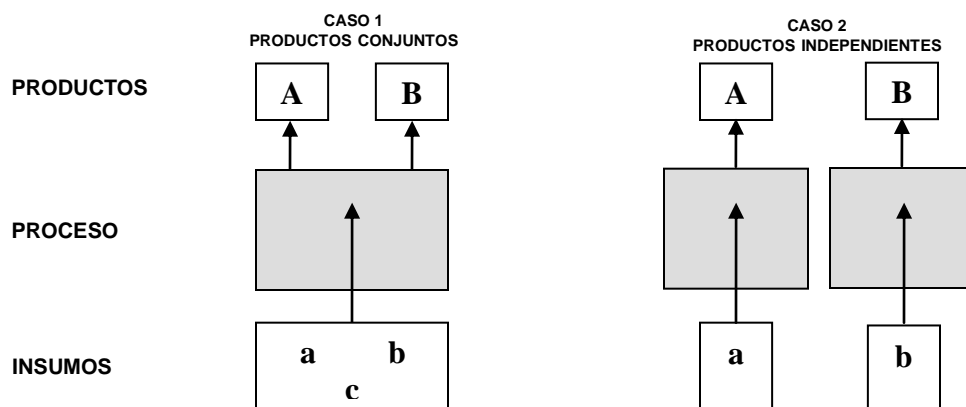 CASO 1
PRODUCTOS CONJUNTOS
CASO 2
PRODUCTOS INDEPENDIENTES
PRODUCTOS
A
B
A
B
PROCESO
INSUMOS
a b
c
a
b